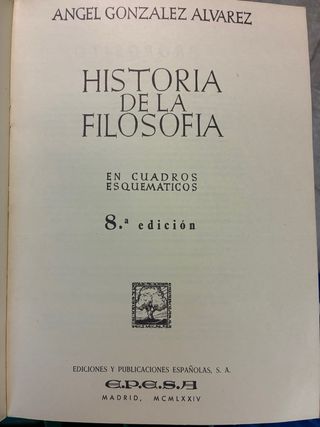 ANGEL GONZALEZ ALVAREZ
HISTORIA
DE LA
FILOSOFIA
EN CUADROS
ESQUEMATICOS
8.ª edición
EDICIONES Y PUBLICACIONES ESPAÑOLAS, S. A.
E.P.E.S.A
MADRID, MCMLXXIV